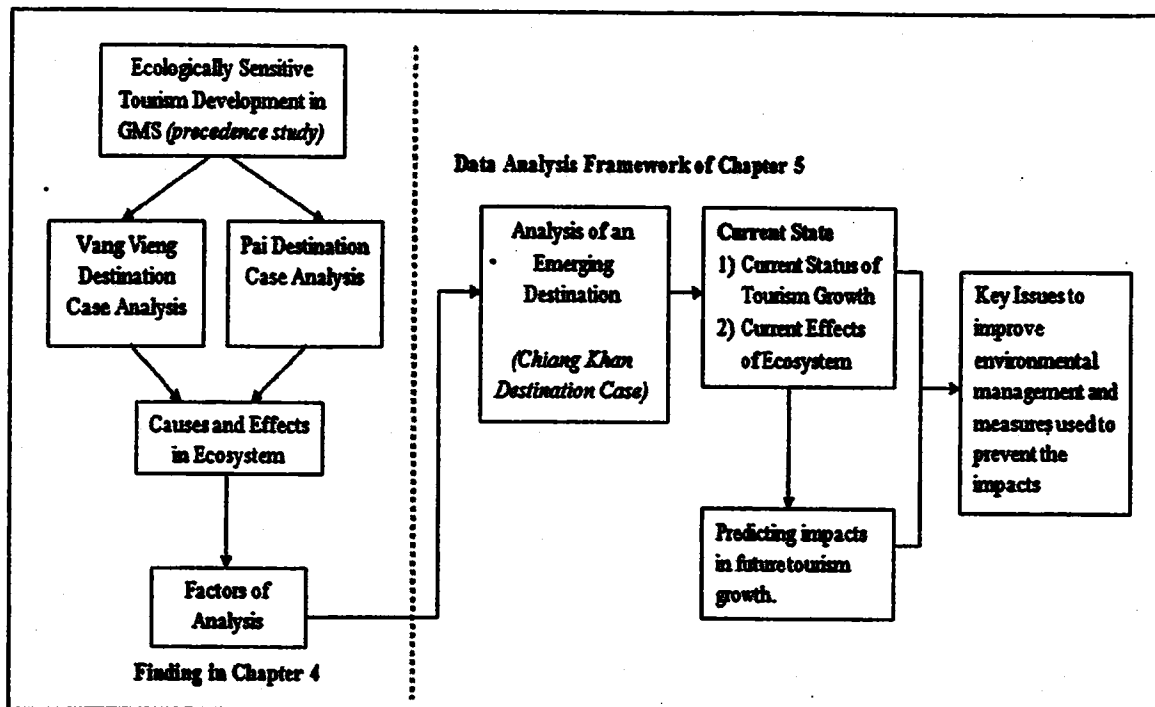 Ecologically Sensitive
Tourism Development in
GMS (precedence study)
Vang Vieng
Destination
Case Analysis
Pai Destination
Case Analysis
Causes and Effects
in Ecosystem
Factors of
Analysis
Finding in Chapter 4
Data Analysis Framework of Chapter 5
Analysis of an
Emerging
Destination
(Chiang Khan
Destination Case)
Current State
1) Current Status of
Tourism Growth
2) Current Effects
of Ecosystem
Predicting impacts
in future tourism
growth.
Key Issues to
improve
environmental
management and
measures used to
prevent the
impacts